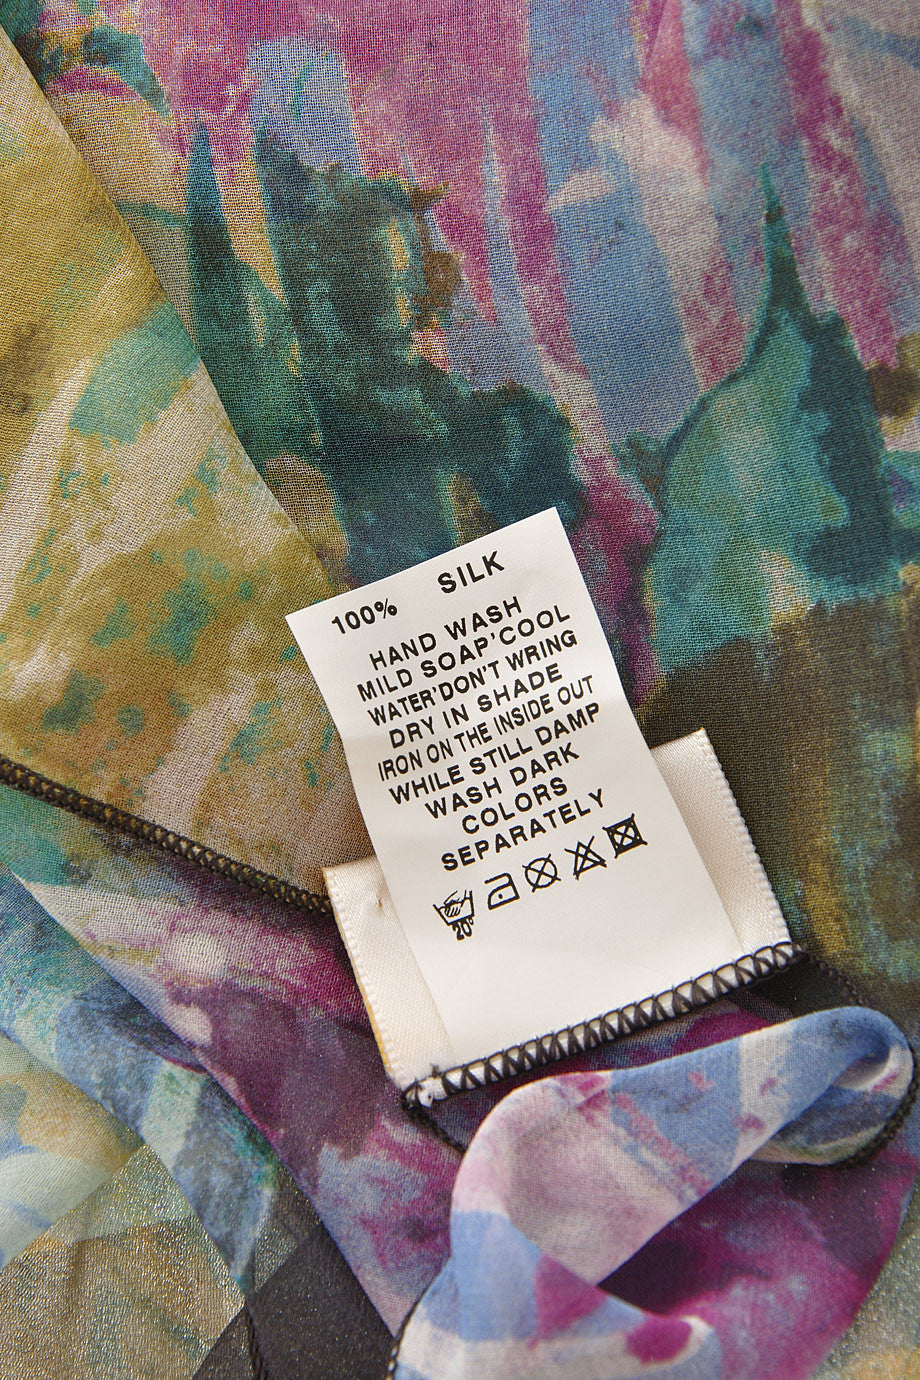 100% SILK
HAND WASH
MILD SOAP'COOL
WATER'DON'T WRING
DRY IN SHADE
IRON ON THE INSIDE OUT
WHILE STILL DAMP
WASH DARK
COLORS
SEPARATELY
20°